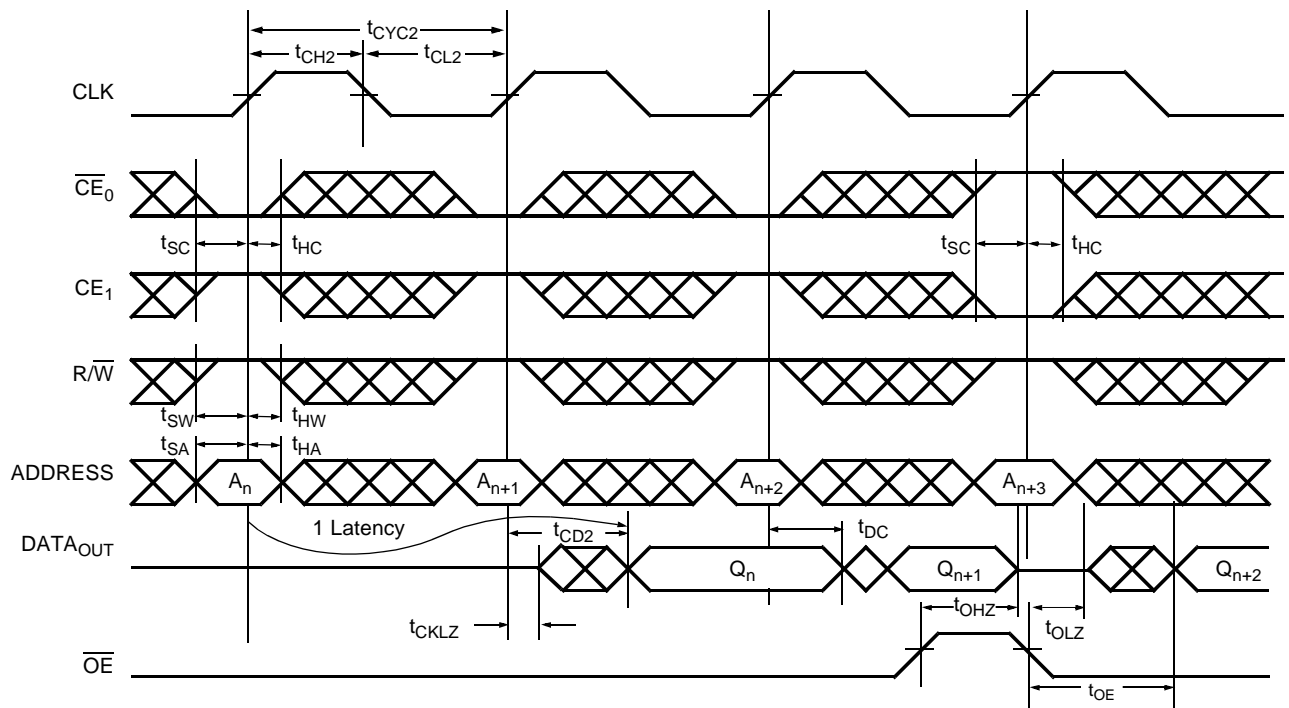 tCYC2
tCH2
tCL2
CLK
CE0
tSC
tHC
tSC
tHC
CE1
R/W
tSW
tHW
tSA
tHA
ADDRESS
An
An+1
An+2
An+3
1 Latency
tCD2
tDC
DATAOUT
Qn
Qn+1
Qn+2
tCKLZ
tOHZ
tOLZ
OE
tOE